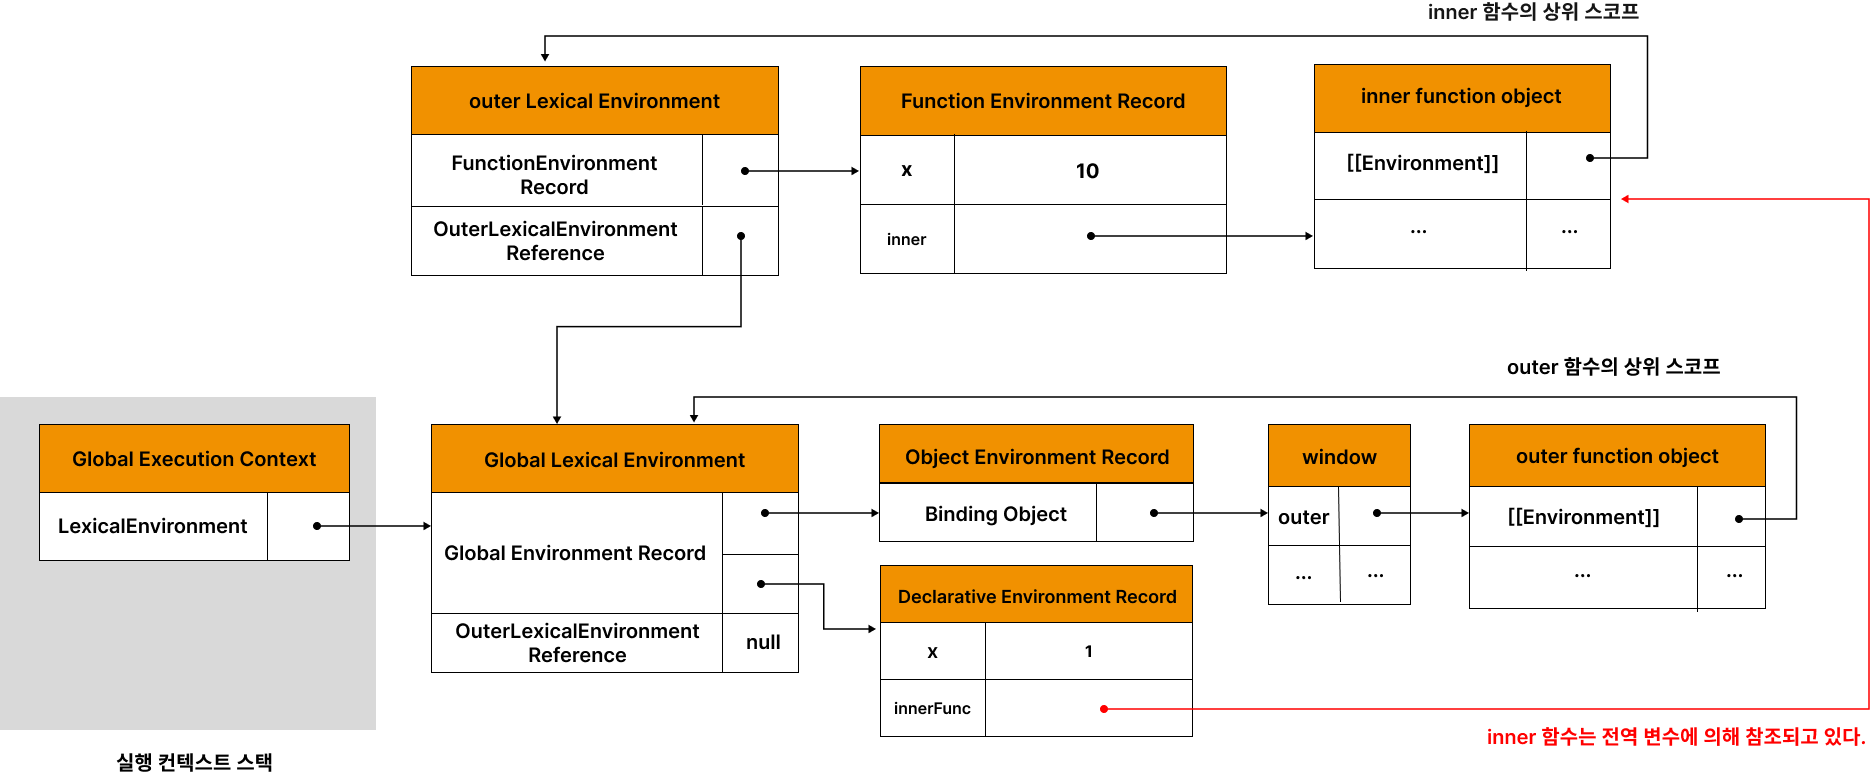 inner 함수의 상위 스코프
outer Lexical Environment
Function Environment Record
inner function object
FunctionEnvironment
Record
x
10
[[Environment]]
OuterLexicalEnvironment
Reference
inner
...
...
outer 함수의 상위 스코프
Global Execution Context
Global Lexical Environment
Object Environment Record
window
outer function object
LexicalEnvironment
Global Environment Record
Binding Object
outer
[[Environment]]
...
...
...
...
Declarative Environment Record
OuterLexicalEnvironment
Reference
null
x
1
innerFunc
inner 함수는 전역 변수에 의해 참조되고 있다.
실행 컨텍스트 스택